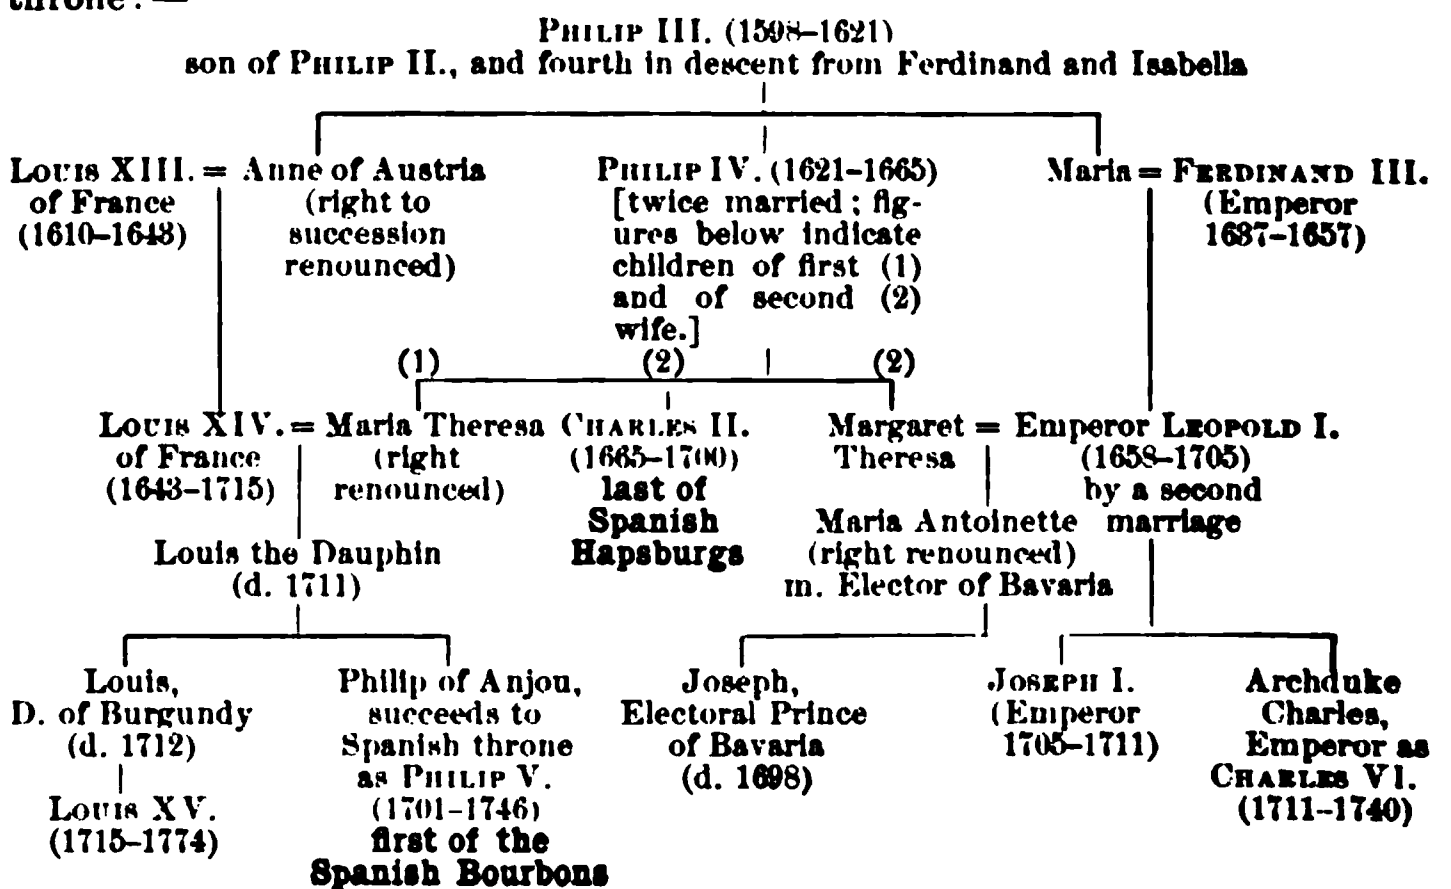 throne:—
PHILIP III. (1598–1621)
son of PHILIP II., and fourth in descent from Ferdinand and Isabella
LOUIS XIII. = Anne of Austria
of France
(1610–1643)
(right to
succession
renounced)
PHILIP IV. (1621–1665)
[twice married; fig-
ures below indicate
children of first (1)
and of second (2)
wife.]
Maria = FERDINAND III.
(Emperor
1637–1657)
(1) (2) (2)
LOUIS XIV. = Maria Theresa
of France
(1643–1715)
(right
renounced)
CHARLES II.
(1665–1700)
last of
Spanish
Hapsburgs
Margaret = Emperor LEOPOLD I.
Theresa
(1658–1705)
by a second
marriage
Louis the Dauphin
(d. 1711)
Maria Antoinette
(right renounced)
m. Elector of Bavaria
Louis,
D. of Burgundy
(d. 1712)
LOUIS XV.
(1715–1774)
Philip of Anjou,
succeeds to
Spanish throne
as PHILIP V.
(1701–1746)
first of the
Spanish Bourbons
Joseph,
Electoral Prince
of Bavaria
(d. 1698)
JOSEPH I.
(Emperor
1705–1711)
Archduke
Charles,
Emperor as
CHARLES VI.
(1711–1740)